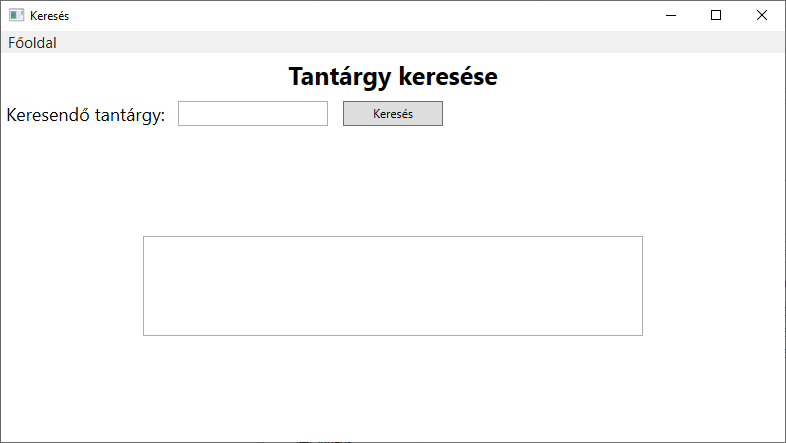 Keresés
Főoldal
Tantárgy keresése
Keresendő tantárgy:
Keresés